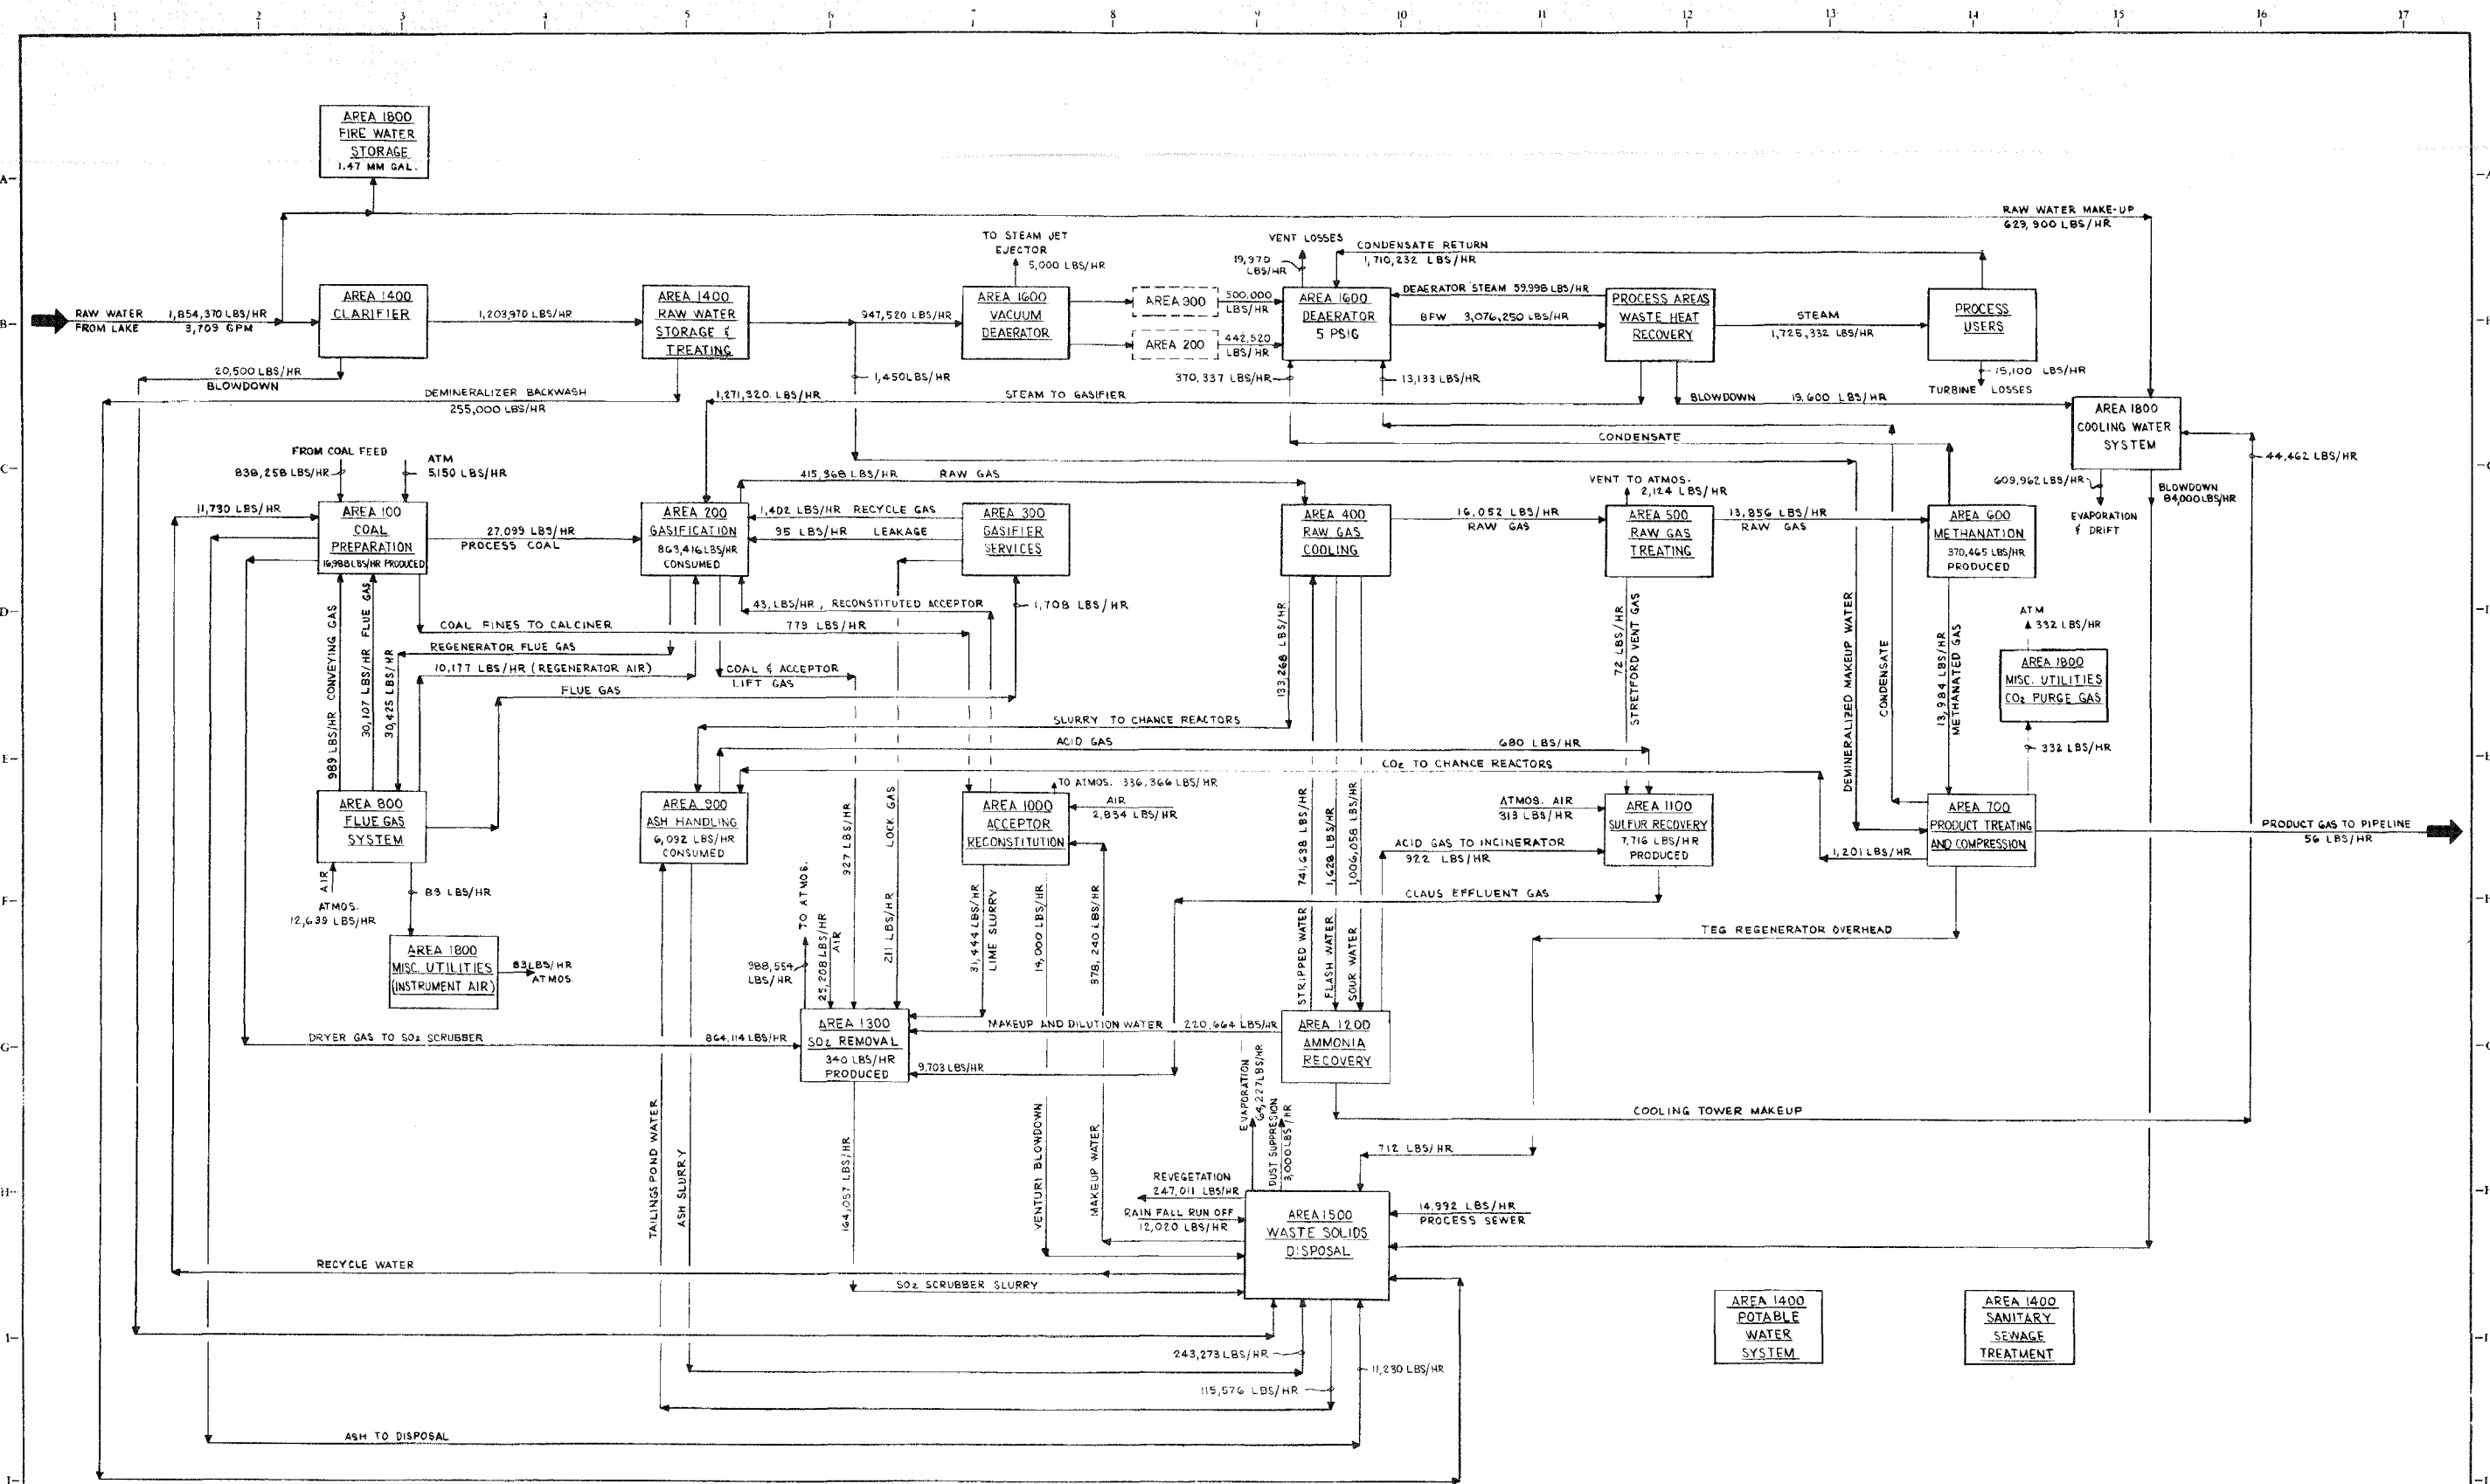 1 2 3 4 5 6 7 8 9 10 11 12 13 14 15 16 17
AREA 1800
FIRE WATER
STORAGE
1.47 MM GAL.
A
A
RAW WATER MAKE-UP
629,900 LBS/HR
TO STEAM JET
EJECTOR
5,000 LBS/HR
VENT LOSSES
19,970
LBS/HR
CONDENSATE RETURN
1,710,232 LBS/HR
RAW WATER 1,854,370 LBS/HR
FROM LAKE 3,709 GPM
B
AREA 1400
CLARIFIER
1,203,970 LBS/HR
AREA 1400
RAW WATER
STORAGE &
TREATING
947,520 LBS/HR
AREA 1600
VACUUM
DEAERATOR
AREA 900
500,000
LBS/HR
AREA 200
442,520
LBS/HR
AREA 1600
DEAERATOR
5 PSIG
DEAERATOR STEAM 59,998 LBS/HR
BFW 3,076,250 LBS/HR
PROCESS AREAS
WASTE HEAT
RECOVERY
STEAM
1,725,332 LBS/HR
PROCESS
USERS
20,500 LBS/HR
BLOWDOWN
DEMINERALIZER BACKWASH
255,000 LBS/HR
1,450 LBS/HR
370,337 LBS/HR
13,133 LBS/HR
15,100 LBS/HR
TURBINE LOSSES
1,271,320 LBS/HR STEAM TO GASIFIER
BLOWDOWN 19,600 LBS/HR
AREA 1800
COOLING WATER
SYSTEM
CONDENSATE
44,462 LBS/HR
C
FROM COAL FEED
838,258 LBS/HR
ATM
5,150 LBS/HR
415,368 LBS/HR RAW GAS
VENT TO ATMOS.
2,124 LBS/HR
609,962 LBS/HR
EVAPORATION
& DRIFT
BLOWDOWN
84,000 LBS/HR
11,730 LBS/HR
AREA 100
COAL
PREPARATION
16,988 LBS/HR PRODUCED
27,099 LBS/HR
PROCESS COAL
AREA 200
GASIFICATION
863,416 LBS/HR
CONSUMED
1,402 LBS/HR RECYCLE GAS
95 LBS/HR LEAKAGE
AREA 300
GASIFIER
SERVICES
AREA 400
RAW GAS
COOLING
16,052 LBS/HR
RAW GAS
AREA 500
RAW GAS
TREATING
13,856 LBS/HR
RAW GAS
AREA 600
METHANATION
370,465 LBS/HR
PRODUCED
D
989 LBS/HR CONVEYING GAS
30,107 LBS/HR FLUE GAS
30,425 LBS/HR
43, LBS/HR, RECONSTITUTED ACCEPTOR
1,708 LBS/HR
COAL FINES TO CALCINER 779 LBS/HR
REGENERATOR FLUE GAS
10,177 LBS/HR (REGENERATOR AIR)
COAL & ACCEPTOR
LIFT GAS
FLUE GAS
133,268 LBS/HR
72 LBS/HR
STRETFORD VENT GAS
DEMINERALIZED MAKEUP WATER
CONDENSATE
13,984 LBS/HR
METHANATED GAS
ATM
332 LBS/HR
AREA 1800
MISC. UTILITIES
CO2 PURGE GAS
332 LBS/HR
SLURRY TO CHANCE REACTORS
ACID GAS 680 LBS/HR
CO2 TO CHANCE REACTORS
E
AREA 800
FLUE GAS
SYSTEM
AREA 900
ASH HANDLING
6,092 LBS/HR
CONSUMED
927 LBS/HR
211 LBS/HR LOCK GAS
TO ATMOS. 336,366 LBS/HR
AREA 1000
ACCEPTOR
RECONSTITUTION
AIR
2,834 LBS/HR
741,638 LBS/HR
STRIPPED WATER
1,628 LBS/HR
FLASH WATER
1,006,058 LBS/HR
SOUR WATER
ATMOS. AIR
313 LBS/HR
ACID GAS TO INCINERATOR
922 LBS/HR
AREA 1100
SULFUR RECOVERY
7,716 LBS/HR
PRODUCED
AREA 700
PRODUCT TREATING
AND COMPRESSION
1,201 LBS/HR
PRODUCT GAS TO PIPELINE
56 LBS/HR
AIR
ATMOS.
12,639 LBS/HR
83 LBS/HR
F
AREA 1800
MISC. UTILITIES
(INSTRUMENT AIR)
83 LBS/HR
ATMOS.
TO ATMOS.
988,554
LBS/HR
25,208 LBS/HR
AIR
31,444 LBS/HR
LIME SLURRY
14,000 LBS/HR
378,240 LBS/HR
CLAUS EFFLUENT GAS
TEG REGENERATOR OVERHEAD
G
DRYER GAS TO SO2 SCRUBBER 864,114 LBS/HR
AREA 1300
SO2 REMOVAL
340 LBS/HR
PRODUCED
MAKEUP AND DILUTION WATER 220,664 LBS/HR
9,703 LBS/HR
AREA 1200
AMMONIA
RECOVERY
COOLING TOWER MAKEUP
TAILINGS POND WATER
ASH SLURRY
164,057 LBS/HR
VENTURI BLOWDOWN
MAKEUP WATER
EVAPORATION
64,227 LBS/HR
DUST SUPPRESION
3,000 LBS/HR
712 LBS/HR
H
REVEGETATION
247,011 LBS/HR
RAIN FALL RUN OFF
12,020 LBS/HR
AREA 1500
WASTE SOLIDS
DISPOSAL
14,992 LBS/HR
PROCESS SEWER
RECYCLE WATER
SO2 SCRUBBER SLURRY
AREA 1400
POTABLE
WATER
SYSTEM
AREA 1400
SANITARY
SEWAGE
TREATMENT
I
I
243,273 LBS/HR
11,230 LBS/HR
115,576 LBS/HR
ASH TO DISPOSAL